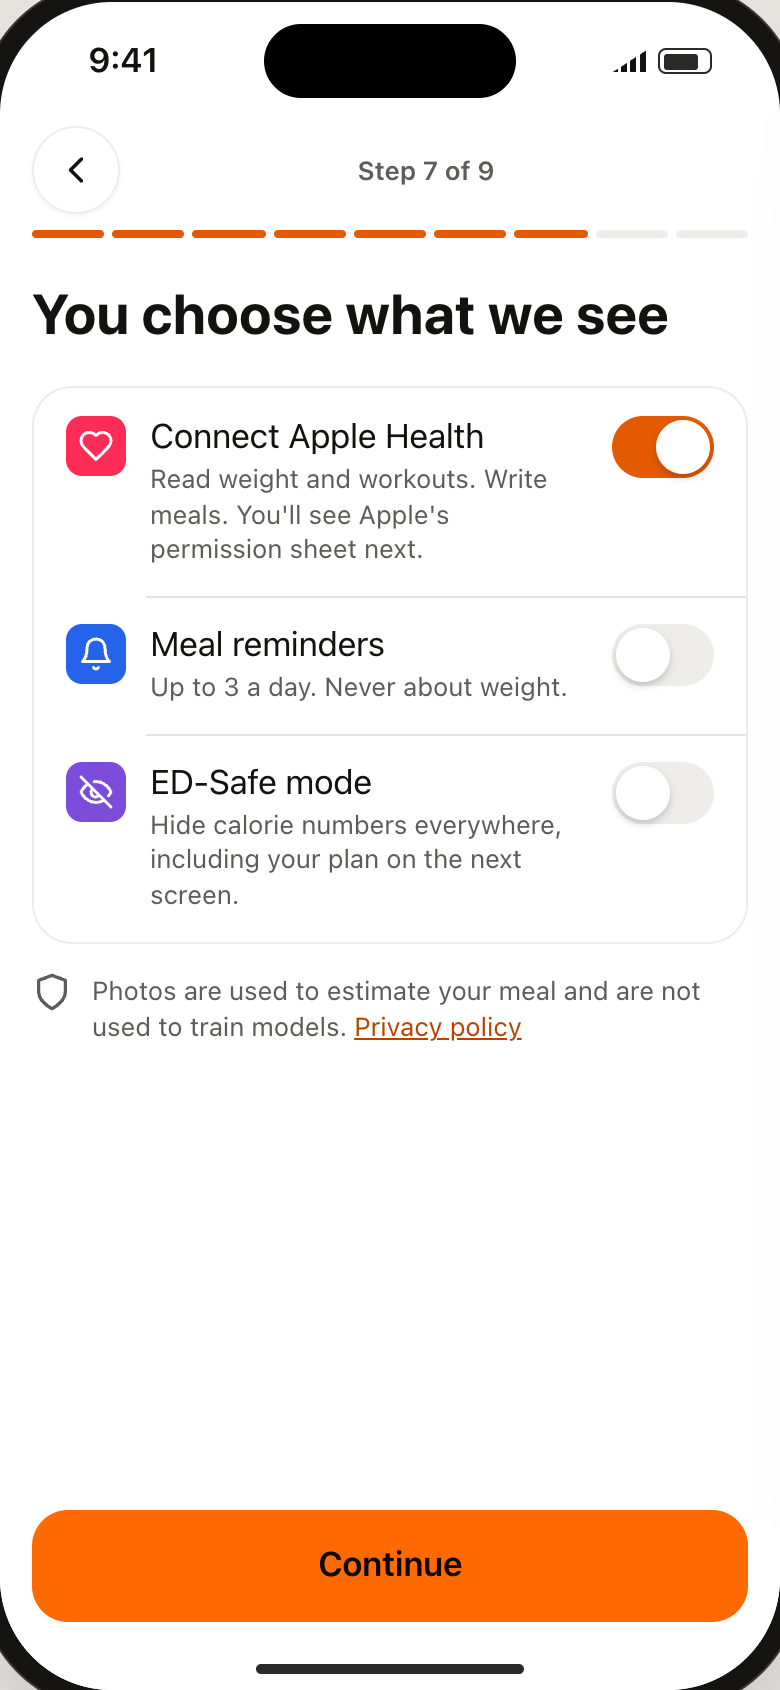 9:41
Step 7 of 9
You choose what we see
Connect Apple Health
Read weight and workouts. Write
meals. You'll see Apple's
permission sheet next.
Meal reminders
Up to 3 a day. Never about weight.
ED-Safe mode
Hide calorie numbers everywhere,
including your plan on the next
screen.
Photos are used to estimate your meal and are not
used to train models. Privacy policy
Continue